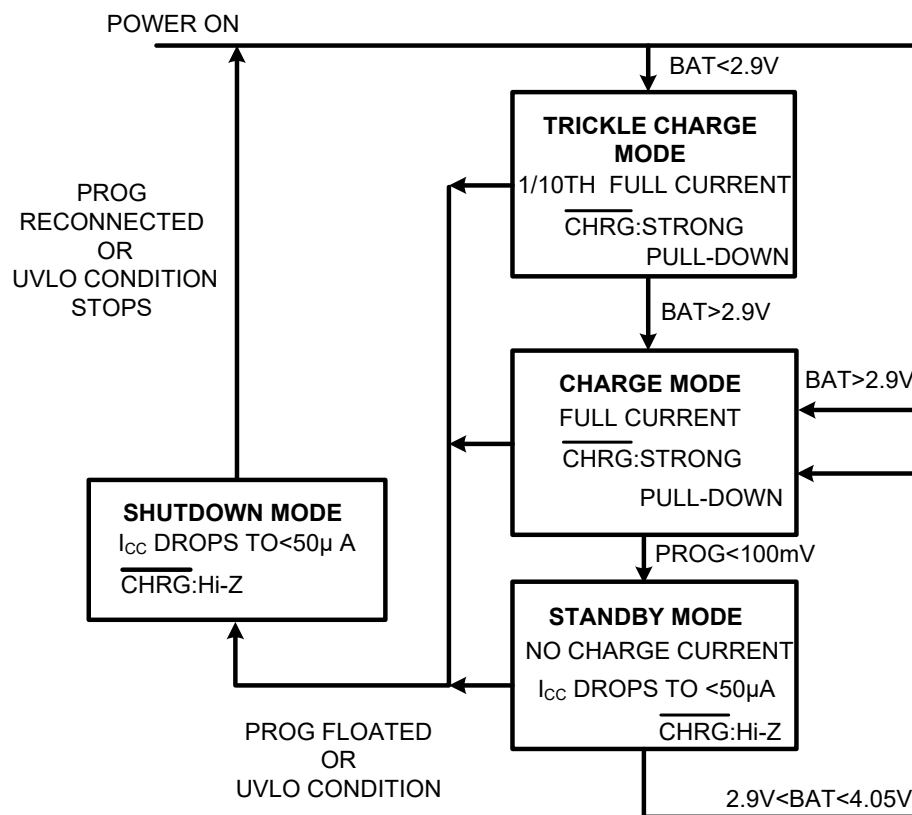 POWER ON
BAT<2.9V
TRICKLE CHARGE
MODE
1/10TH FULL CURRENT
CHRG:STRONG
PULL-DOWN
PROG
RECONNECTED
OR
UVLO CONDITION
STOPS
BAT>2.9V
CHARGE MODE
FULL CURRENT
CHRG:STRONG
PULL-DOWN
BAT>2.9V
SHUTDOWN MODE
ICC DROPS TO<50µ A
CHRG:Hi-Z
PROG<100mV
STANDBY MODE
NO CHARGE CURRENT
ICC DROPS TO <50µA
CHRG:Hi-Z
PROG FLOATED
OR
UVLO CONDITION
2.9V<BAT<4.05V